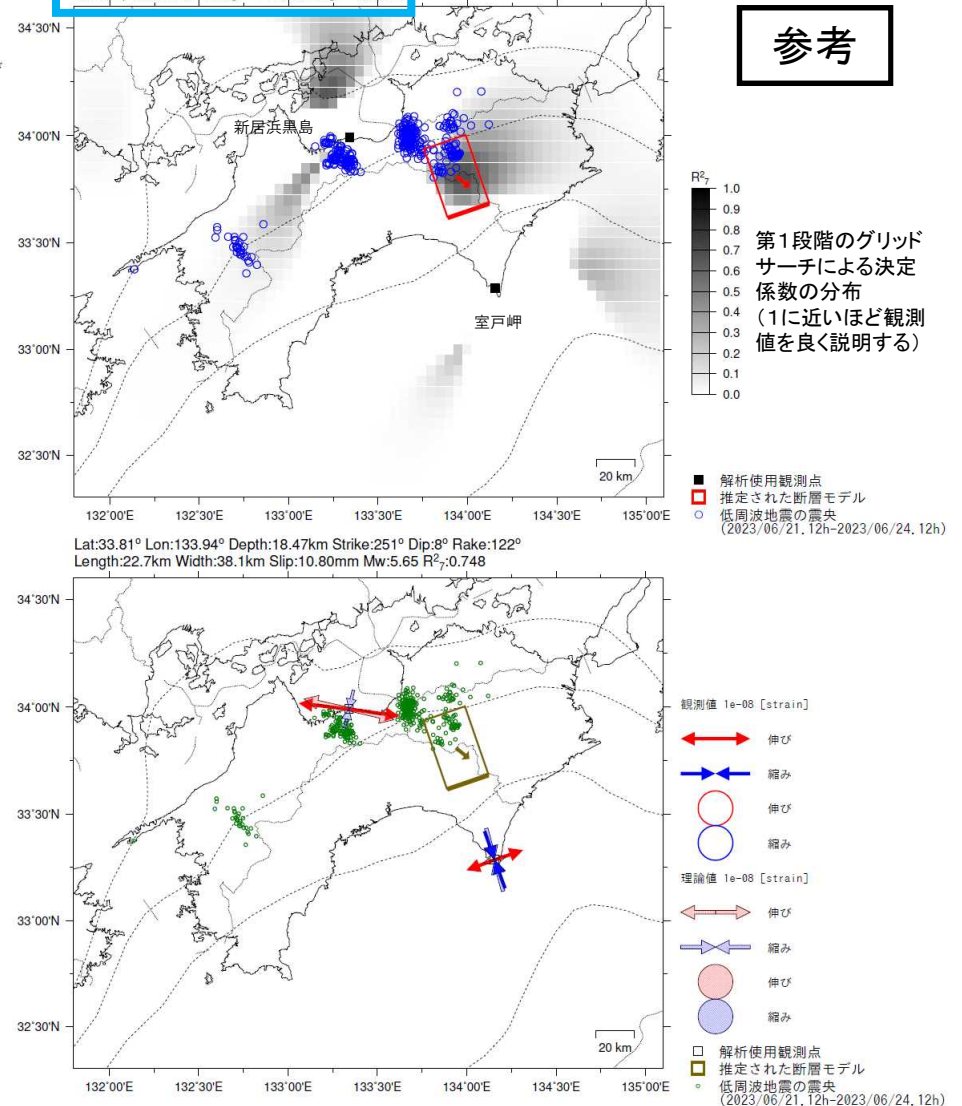 参考
34˚30'N
34˚00'N
33˚30'N
33˚00'N
32˚30'N
新居浜黒島
室戸岬
20 km
132˚00'E 132˚30'E 133˚00'E 133˚30'E 134˚00'E 134˚30'E 135˚00'E
R²₇
1.0
0.9
0.8
0.7
0.6
0.5
0.4
0.3
0.2
0.1
0.0
第１段階のグリッド
サーチによる決定
係数の分布
（１に近いほど観測
値を良く説明する）
解析使用観測点
推定された断層モデル
低周波地震の震央
(2023/06/21.12h-2023/06/24.12h)
Lat:33.81° Lon:133.94° Depth:18.47km Strike:251° Dip:8° Rake:122°
Length:22.7km Width:38.1km Slip:10.80mm Mw:5.65 R²₇:0.748
34˚30'N
34˚00'N
33˚30'N
33˚00'N
32˚30'N
20 km
132˚00'E 132˚30'E 133˚00'E 133˚30'E 134˚00'E 134˚30'E 135˚00'E
観測値 1e-08 [strain]
伸び
縮み
伸び
縮み
理論値 1e-08 [strain]
伸び
縮み
伸び
縮み
解析使用観測点
推定された断層モデル
低周波地震の震央
(2023/06/21.12h-2023/06/24.12h)